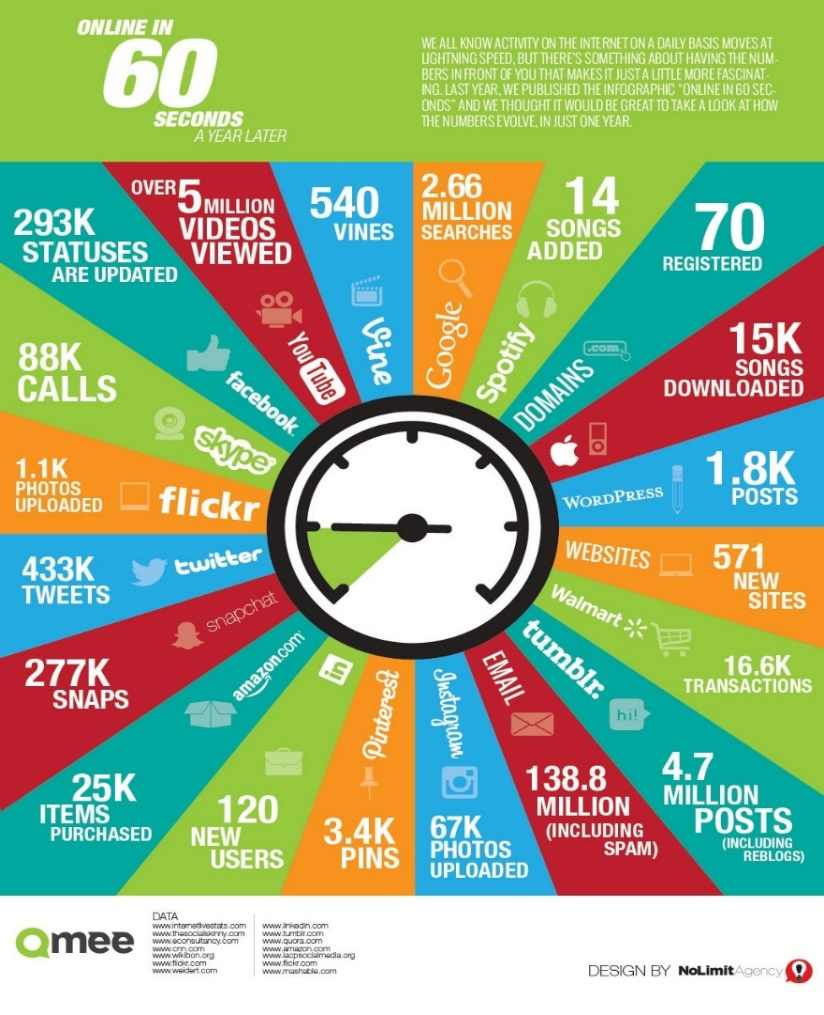 ONLINE IN
60
SECONDS
A YEAR LATER
WE ALL KNOW ACTIVITY ON THE INTERNET ON A DAILY BASIS MOVES AT
LIGHTNING SPEED, BUT THERE'S SOMETHING ABOUT HAVING THE NUM-
BERS IN FRONT OF YOU THAT MAKES IT JUST A LITTLE MORE FASCINAT-
ING. LAST YEAR, WE PUBLISHED THE INFOGRAPHIC "ONLINE IN 60 SEC-
ONDS" AND WE THOUGHT IT WOULD BE GREAT TO TAKE A LOOK AT HOW
THE NUMBERS EVOLVE, IN JUST ONE YEAR.
293K
STATUSES
ARE UPDATED
facebook.
OVER 5 MILLION
VIDEOS
VIEWED
YouTube
540
VINES
Vine
2.66
MILLION
SEARCHES
Google
14
SONGS
ADDED
Spotify
70
REGISTERED
.com
DOMAINS
15K
SONGS
DOWNLOADED
1.8K
POSTS
WORDPRESS
571
NEW
SITES
WEBSITES
16.6K
TRANSACTIONS
Walmart
4.7
MILLION
POSTS
(INCLUDING
REBLOGS)
hi!
tumblr.
138.8
MILLION
(INCLUDING
SPAM)
EMAIL
67K
PHOTOS
UPLOADED
Instagram
3.4K
PINS
Pinterest
120
NEW
USERS
in
25K
ITEMS
PURCHASED
amazon.com
277K
SNAPS
snapchat
433K
TWEETS
twitter
1.1K
PHOTOS
UPLOADED
flickr
88K
CALLS
skype
Qmee
DATA
www.internetlivestats.com
www.thesocialskinny.com
www.econsultancy.com
www.cnn.com
www.wikibon.org
www.flickr.com
www.weidert.com
www.linkedin.com
www.tumblr.com
www.quora.com
www.amazon.com
www.iacpsocialmedia.org
www.flickr.com
www.mashable.com
DESIGN BY NoLimitAgency